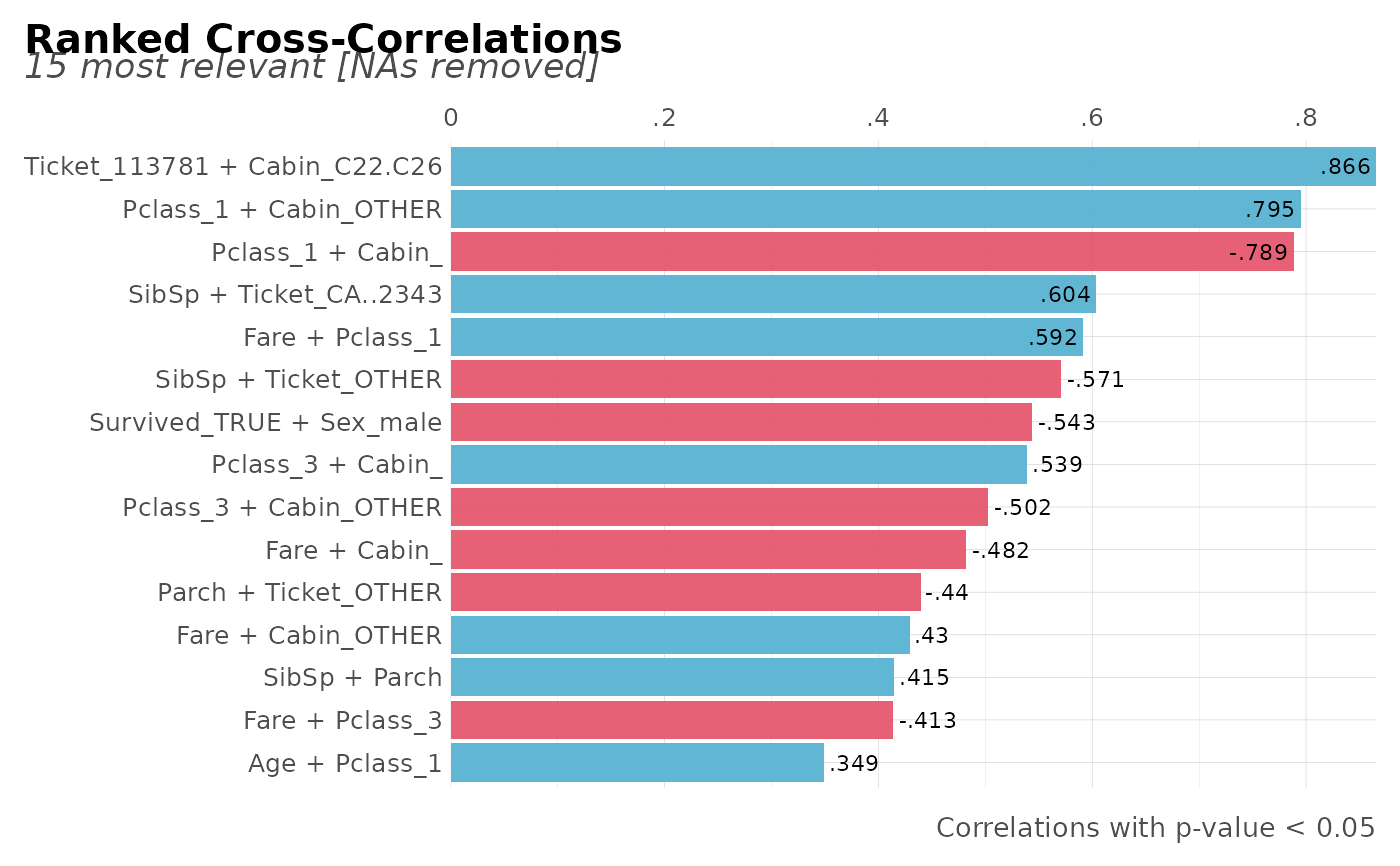 Ranked Cross-Correlations
15 most relevant [NAs removed]
0 .2 .4 .6 .8
Ticket_113781 + Cabin_C22.C26 .866
Pclass_1 + Cabin_OTHER .795
Pclass_1 + Cabin_ -.789
SibSp + Ticket_CA..2343 .604
Fare + Pclass_1 .592
SibSp + Ticket_OTHER -.571
Survived_TRUE + Sex_male -.543
Pclass_3 + Cabin_ .539
Pclass_3 + Cabin_OTHER -.502
Fare + Cabin_ -.482
Parch + Ticket_OTHER -.44
Fare + Cabin_OTHER .43
SibSp + Parch .415
Fare + Pclass_3 -.413
Age + Pclass_1 .349
Correlations with p-value < 0.05